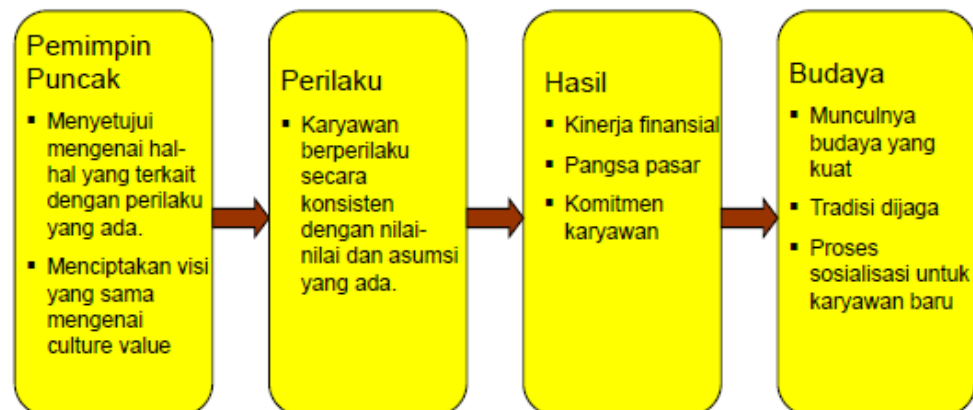 Pemimpin
Puncak
▪ Menyetujui
mengenai hal-
hal yang terkait
dengan perilaku
yang ada.
▪ Menciptakan visi
yang sama
mengenai
culture value
Perilaku
▪ Karyawan
berperilaku
secara
konsisten
dengan nilai-
nilai dan asumsi
yang ada.
Hasil
▪ Kinerja finansial
▪ Pangsa pasar
▪ Komitmen
karyawan
Budaya
▪ Munculnya
budaya yang
kuat
▪ Tradisi dijaga
▪ Proses
sosialisasi untuk
karyawan baru